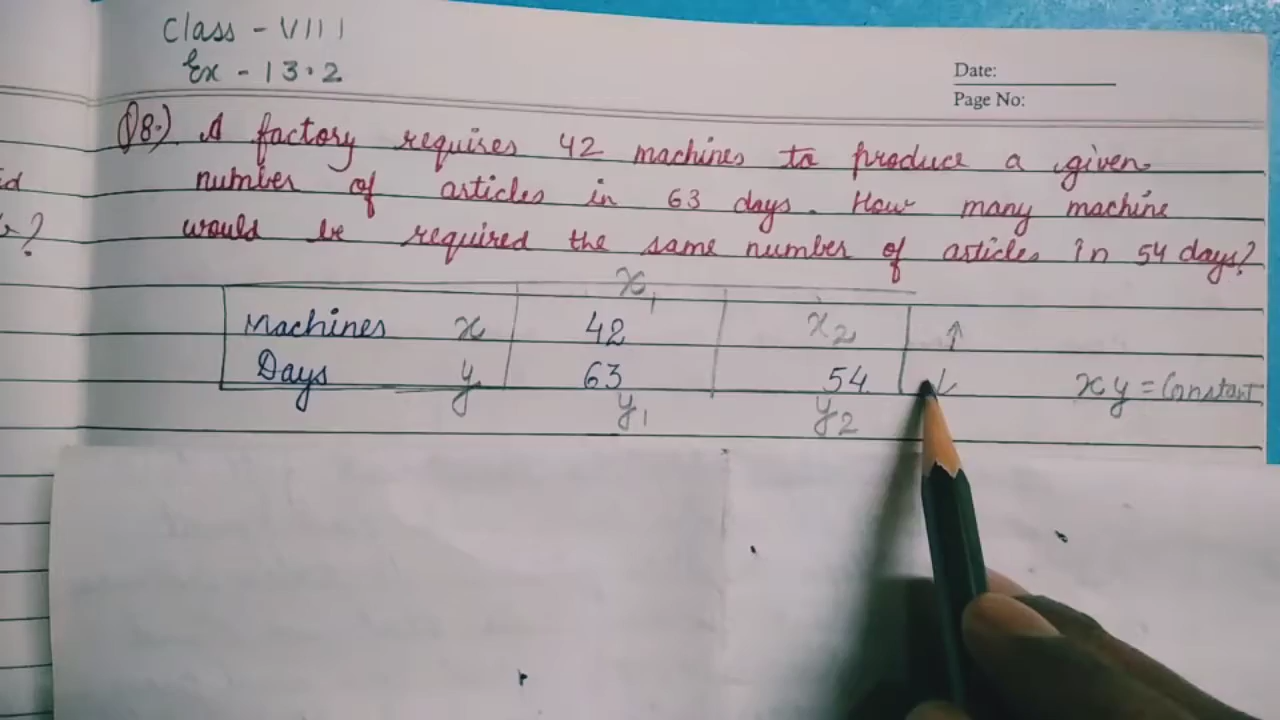 Class - VIII
Ex - 13.2
Date:
Page No:
Q8.) A factory requires 42 machines to produce a given
number of articles in 63 days. How many machine
would be required the same number of articles in 54 days?
x1
Machines x 42 x2 ↑
Days y 63 54 ↓ xy = Constant
y1 y2
?